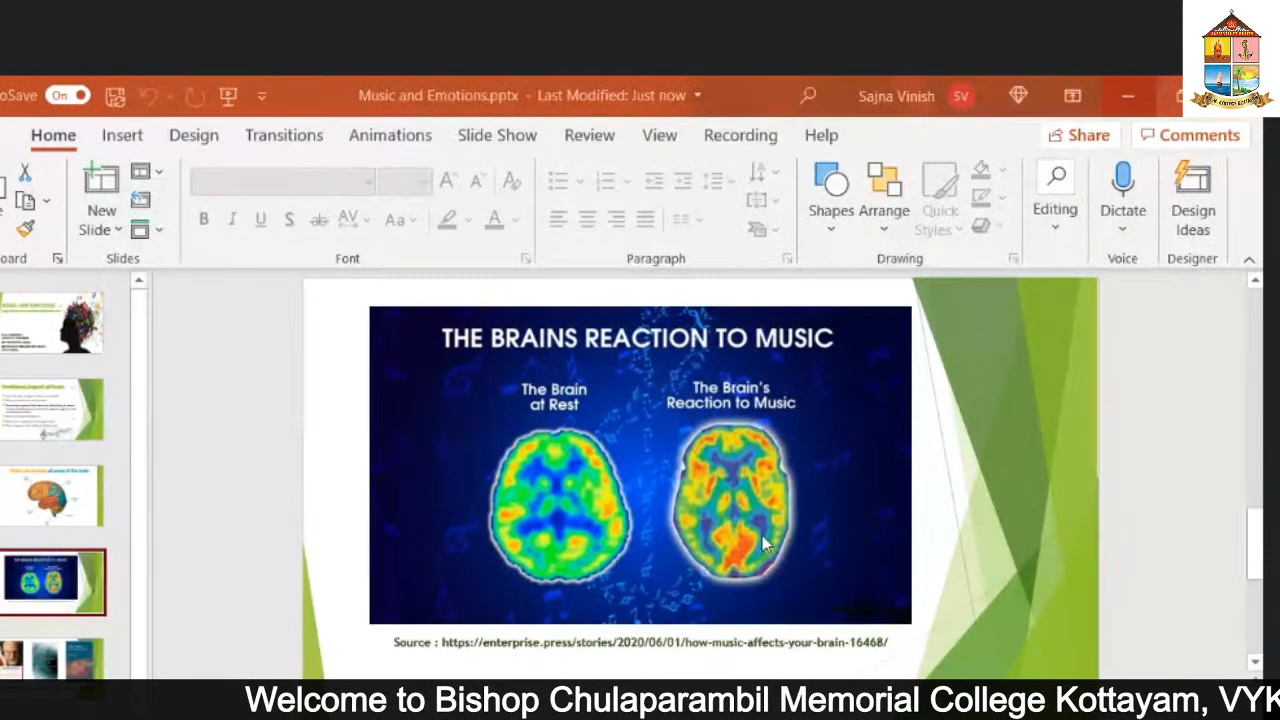 oSave On Music and Emotions.pptx - Last Modified: Just now Sajna Vinish SV
Home Insert Design Transitions Animations Slide Show Review View Recording Help Share Comments
New
Slide
Shapes Arrange Quick
Styles
Editing Dictate Design
Ideas
oard Slides Font Paragraph Drawing Voice Designer
THE BRAINS REACTION TO MUSIC
The Brain
at Rest
The Brain's
Reaction to Music
Source : https://enterprise.press/stories/2020/06/01/how-music-affects-your-brain-16468/
Welcome to Bishop Chulaparambil Memorial College Kottayam, VYK